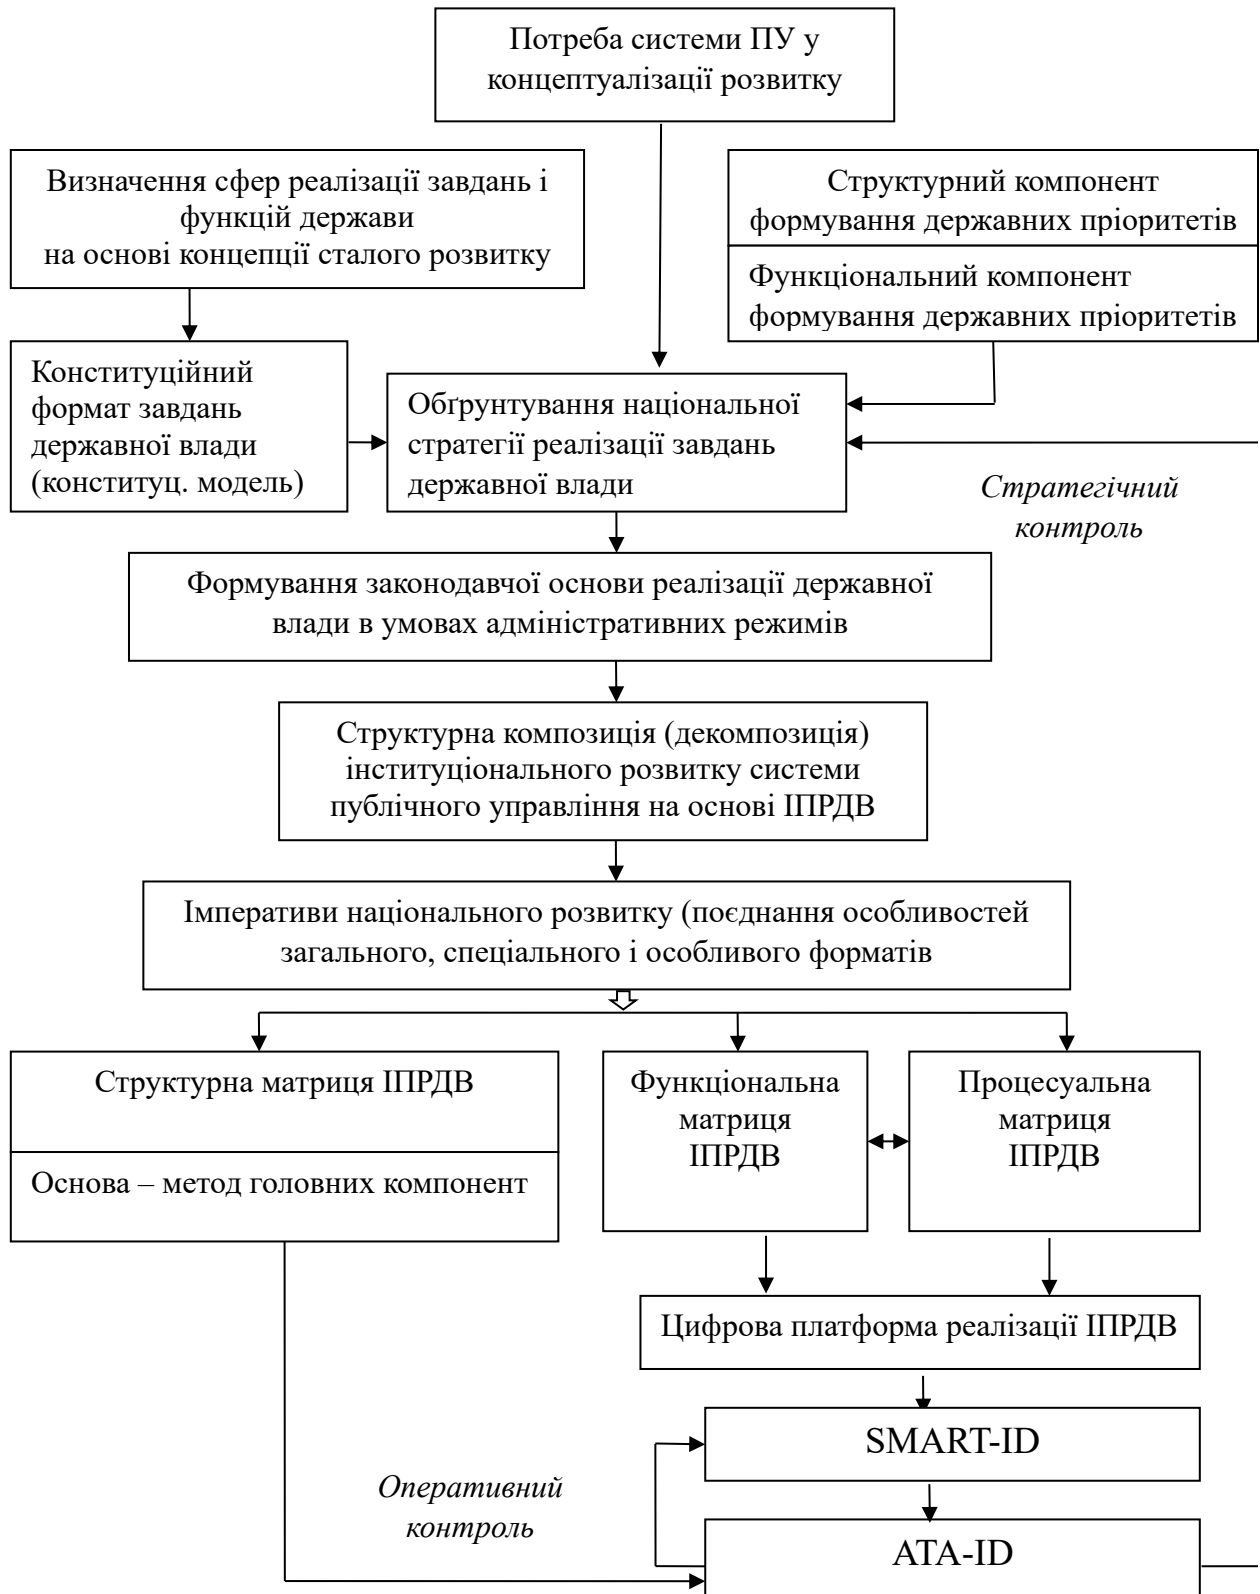 Потреба системи ПУ у
концептуалізації розвитку
Визначення сфер реалізації завдань і
функцій держави
на основі концепції сталого розвитку
Структурний компонент
формування державних пріоритетів
Функціональний компонент
формування державних пріоритетів
Конституційний
формат завдань
державної влади
(конституц. модель)
Обґрунтування національної
стратегії реалізації завдань
державної влади
Стратегічний
контроль
Формування законодавчої основи реалізації державної
влади в умовах адміністративних режимів
Структурна композиція (декомпозиція)
інституціонального розвитку системи
публічного управління на основі ІПРДВ
Імперативи національного розвитку (поєднання особливостей
загального, спеціального і особливого форматів
Структурна матриця ІПРДВ
Основа – метод головних компонент
Функціональна
матриця
ІПРДВ
Процесуальна
матриця
ІПРДВ
Цифрова платформа реалізації ІПРДВ
SMART-ID
Оперативний
контроль
ATA-ID